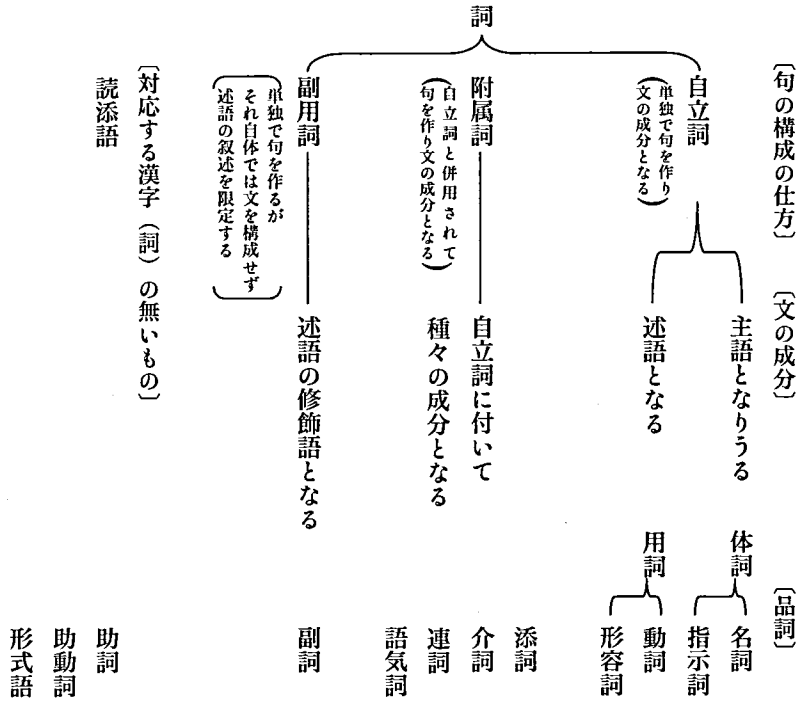 〔句の構成の仕方〕
〔文の成分〕
〔品詞〕
詞
自立詞
(単独で句を作り
文の成分となる)
主語となりうる
体詞
名詞
指示詞
述語となる
用詞
動詞
形容詞
附属詞
(自立詞と併用されて
句を作り文の成分となる)
自立詞に付いて
種々の成分となる
添詞
介詞
連詞
語気詞
副用詞
(単独で句を作るが
それ自体では文を構成せず
述語の叙述を限定する)
述語の修飾語となる
副詞
〔対応する漢字(詞)の無いもの〕
読添語
助詞
助動詞
形式語